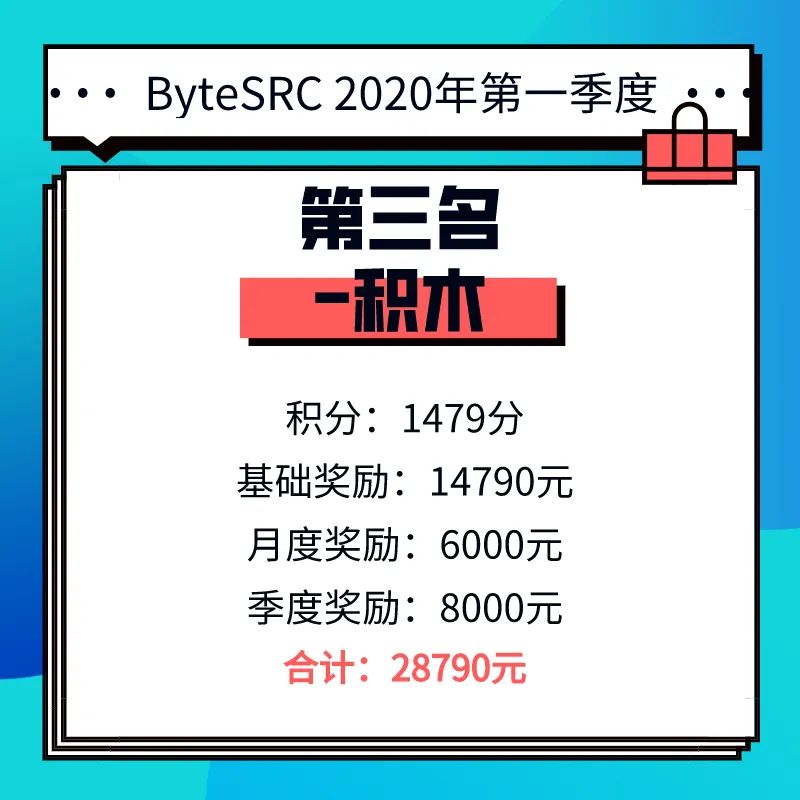 ByteSRC 2020年第一季度
第三名
-积木
积分：1479分
基础奖励：14790元
月度奖励：6000元
季度奖励：8000元
合计：28790元